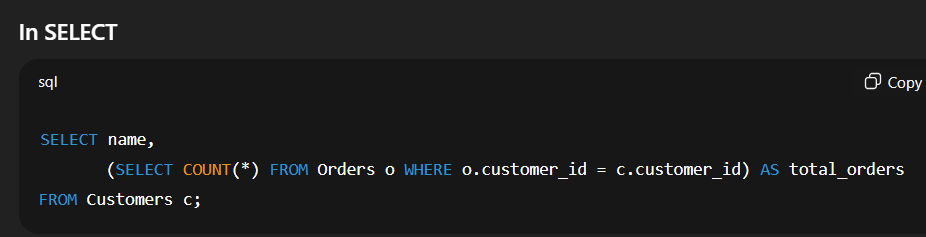 In SELECT
sql
Copy
SELECT name,
(SELECT COUNT(*) FROM Orders o WHERE o.customer_id = c.customer_id) AS total_orders
FROM Customers c;